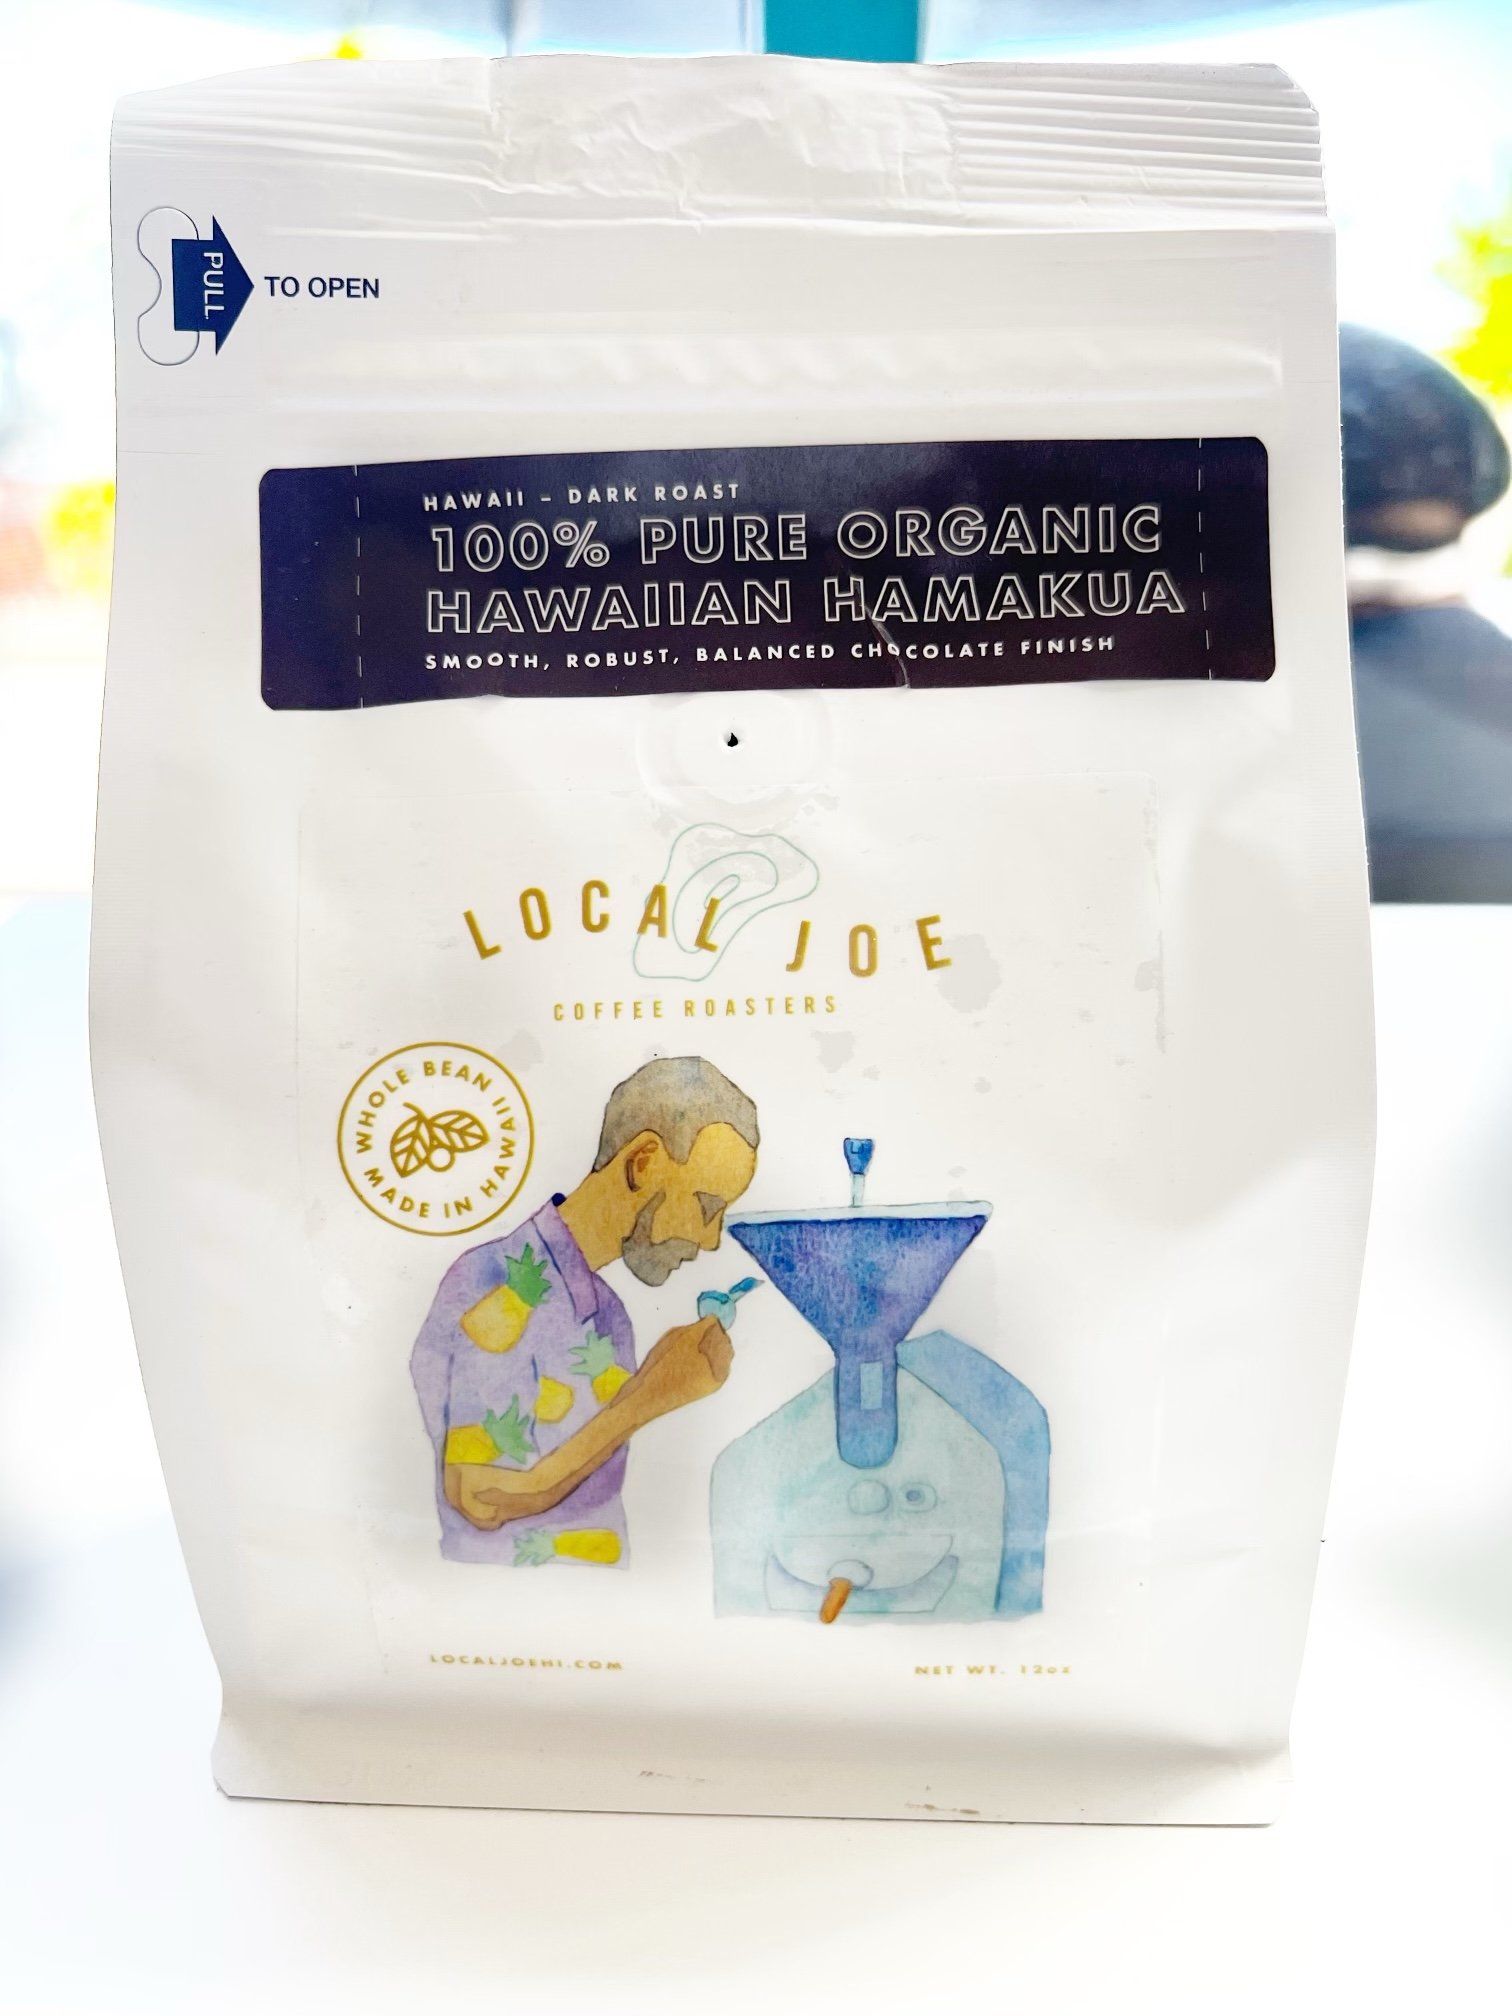 PULL
TO OPEN
HAWAII – DARK ROAST
100% PURE ORGANIC
HAWAIIAN HAMAKUA
SMOOTH, ROBUST, BALANCED CHOCOLATE FINISH
LOCAL JOE
COFFEE ROASTERS
WHOLE BEAN
MADE IN HAWAII
LOCALJOEHI.COM
NET WT. 12oz